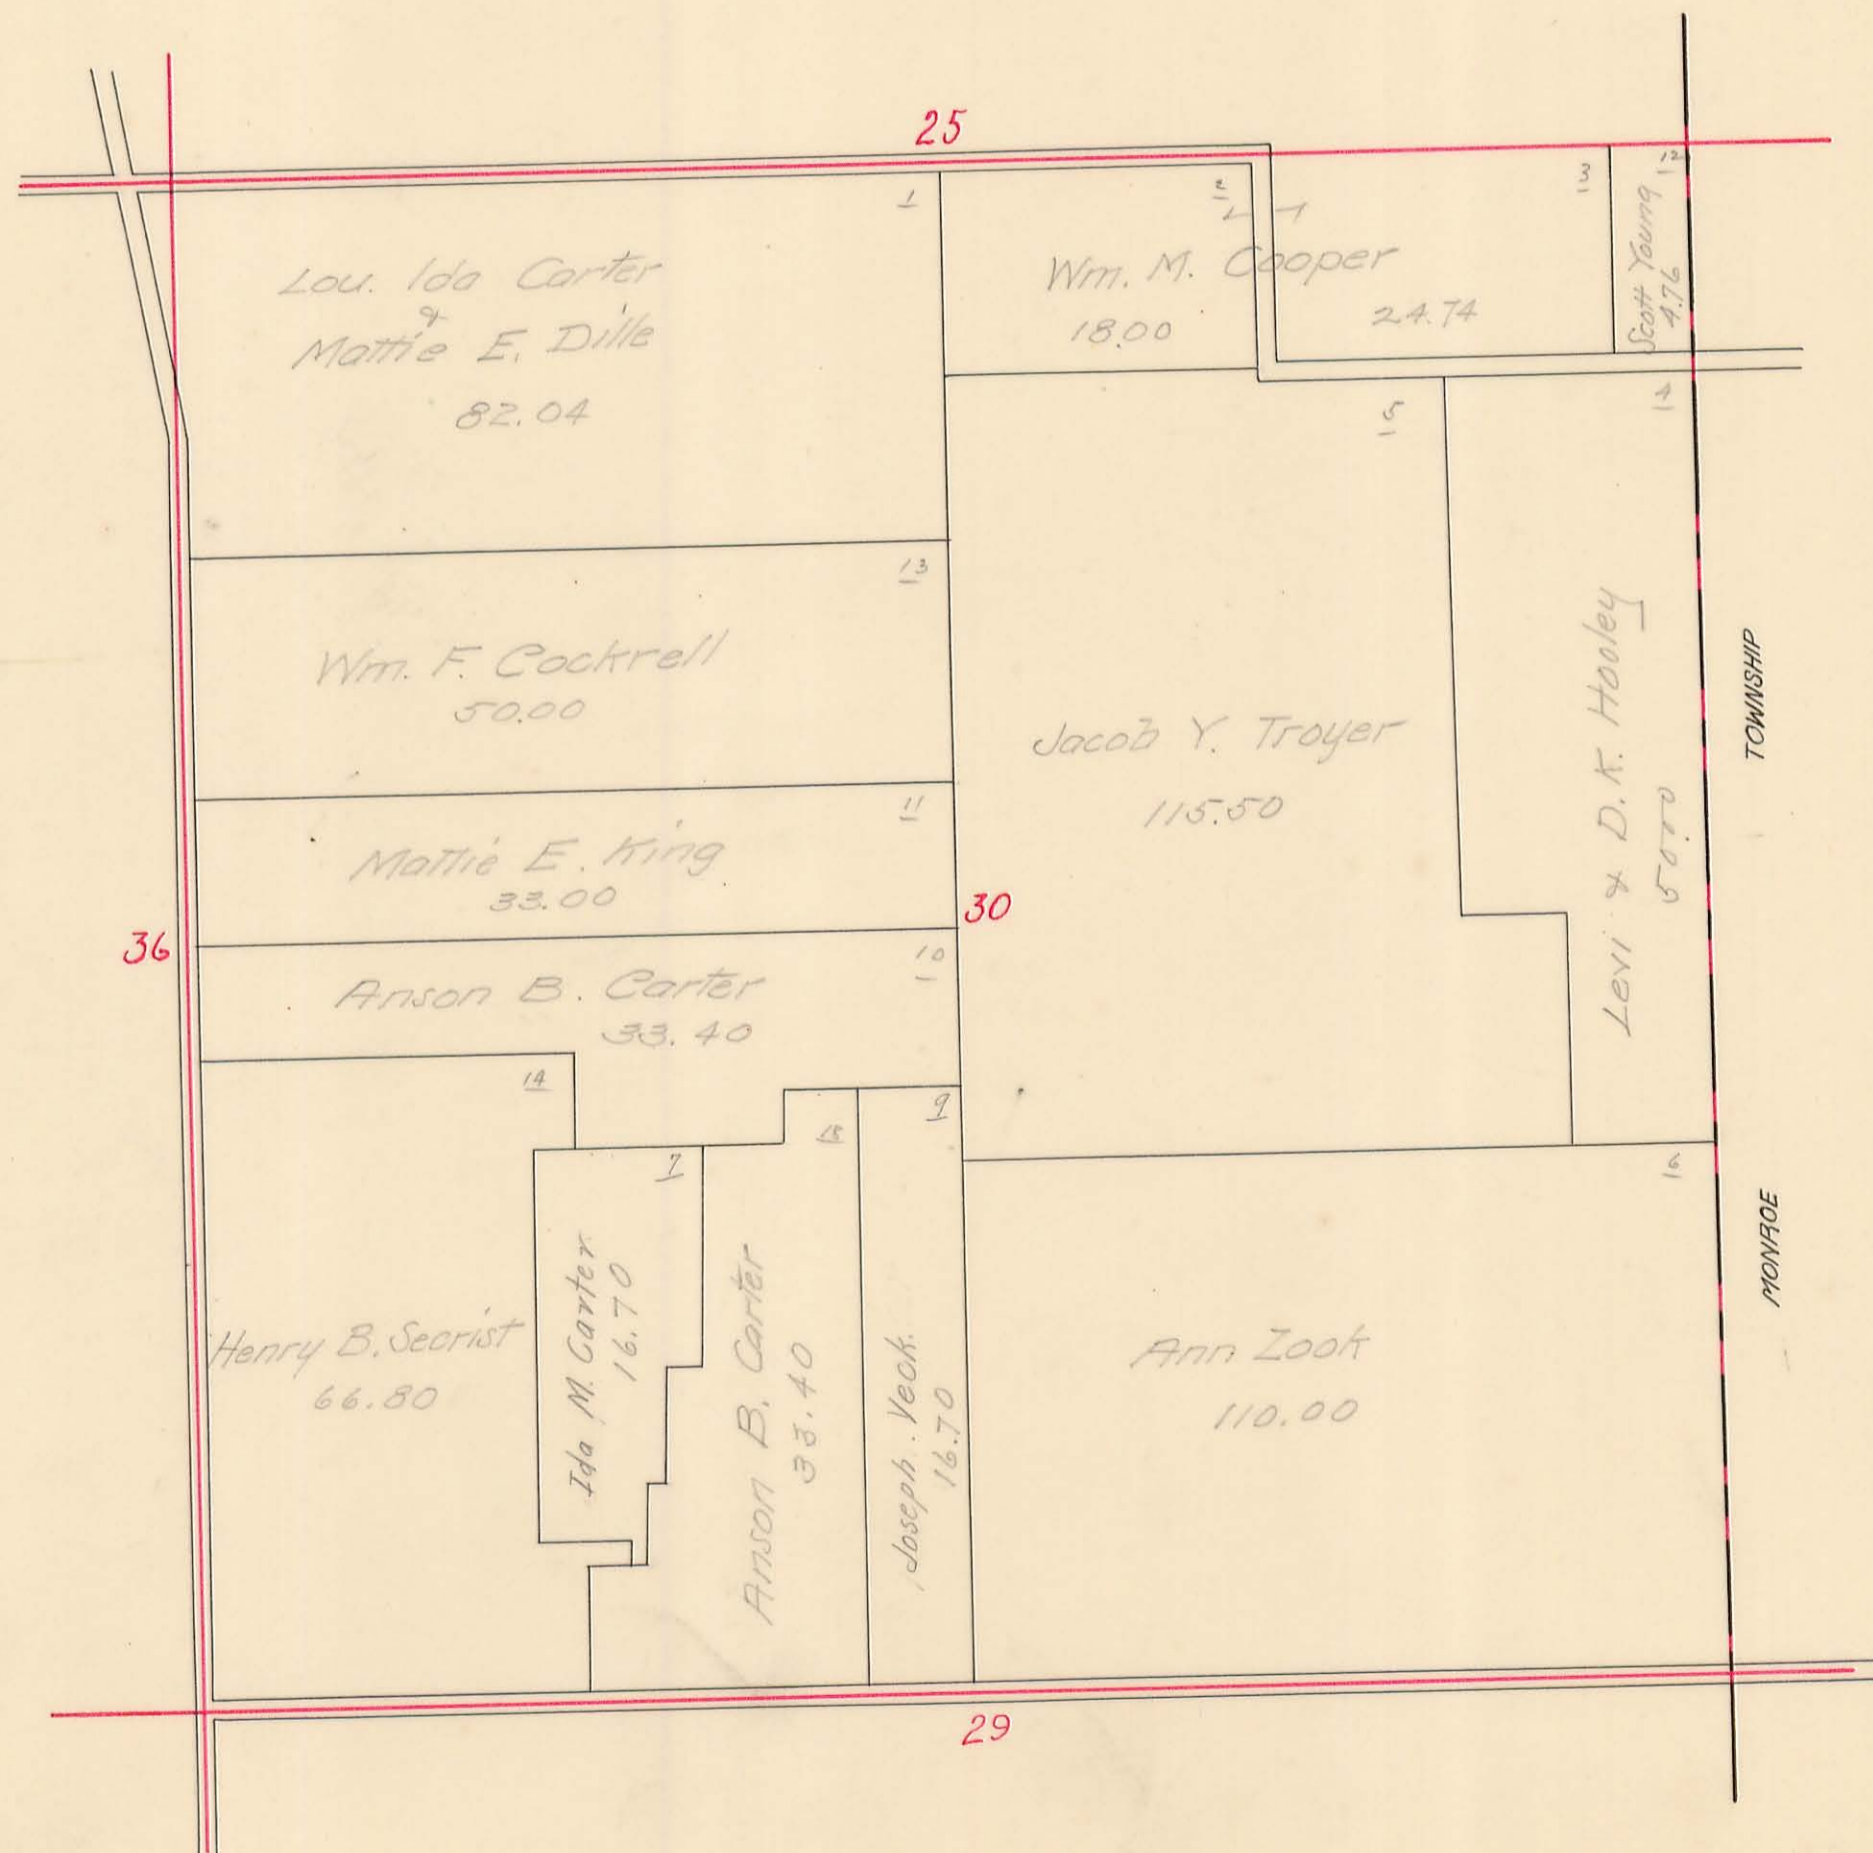 25
1
Lou. Ida Carter
&
Mattie E. Dille
82.04
Wm. M. Cooper
18.00
24.74
3
12
Scott Young
4.76
13
Wm. F. Cockrell
50.00
11
Mattie E. King
33.00
10
Anson B. Carter
33.40
30
36
5
Jacob Y. Troyer
115.50
4
Levi & D. K. Hooley
50.00
TOWNSHIP
MONROE
14
Henry B. Secrist
66.80
7
Ida M. Carter
16.70
15
Anson B. Carter
33.40
9
Joseph. Yeck.
16.70
6
Ann Zook
110.00
29